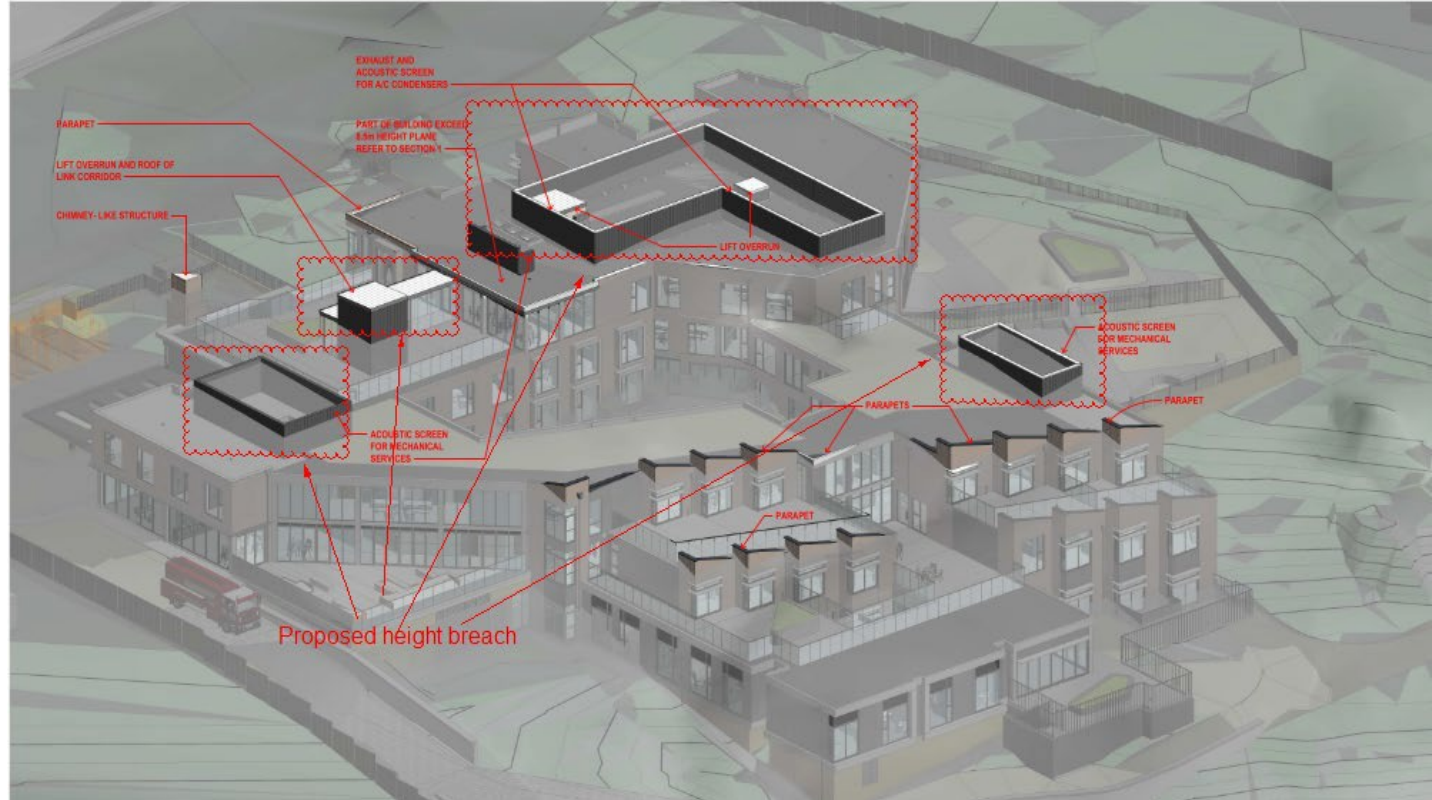 EXHAUST AND
ACOUSTIC SCREEN
FOR A/C CONDENSERS
PARAPET
PART OF BUILDING EXCEED
8.5m HEIGHT PLANE
REFER TO SECTION 1
LIFT OVERRUN AND ROOF OF
LINK CORRIDOR
CHIMNEY- LIKE STRUCTURE
LIFT OVERRUN
ACOUSTIC SCREEN
FOR MECHANICAL
SERVICES
PARAPETS
PARAPET
ACOUSTIC SCREEN
FOR MECHANICAL
SERVICES
PARAPET
Proposed height breach